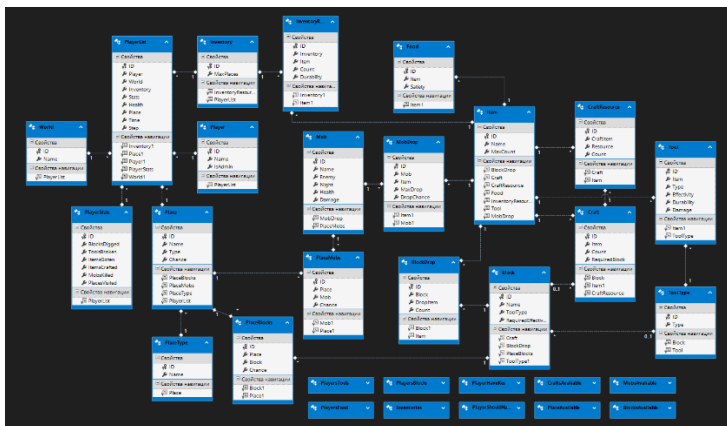 PlayerList
Свойства
ID
Player
World
Inventory
Stats
Health
Place
Time
Step
Свойства навигации
Inventory1
Place1
Player1
PlayerStats
World1
Inventory
Свойства
ID
MaxPlaces
Свойства навигации
InventoryResour...
PlayerList
InventoryR...
Свойства
ID
Inventory
Item
Count
Durability
Свойства навига...
Inventory1
Item1
Food
Свойства
ID
Item
Satiety
Свойства навигации
Item1
World
Свойства
ID
Name
Свойства навигации
PlayerList
Player
Свойства
ID
Name
IsAdmin
Свойства навигации
PlayerList
Mob
Свойства
ID
Name
Enemy
Night
Health
Damage
Свойства навигации
MobDrop
PlaceMobs
MobDrop
Свойства
ID
Mob
Item
MaxDrop
DropChance
Свойства навигации
Item1
Mob1
Item
Свойства
ID
Name
MaxCount
Свойства навигации
BlockDrop
Craft
CraftResource
Food
InventoryResour...
Tool
MobDrop
CraftResource
Свойства
ID
CraftItem
Resource
Count
Свойства навигации
Craft
Item
Tool
Свойства
ID
Item
Type
Effectivity
Durability
Damage
Свойства навигации
Item1
ToolType
PlayerStats
Свойства
ID
BlocksDigged
ToolsBroken
ItemsGotten
ItemsCrafted
MobsKilled
PlacesVisited
Свойства навигации
PlayerList
Place
Свойства
ID
Name
Type
Chance
Свойства навигации
PlaceBlocks
PlaceMobs
PlaceType
PlayerList
PlaceMobs
Свойства
ID
Place
Mob
Chance
Свойства навигации
Mob1
Place1
BlockDrop
Свойства
ID
Block
DropItem
Count
Свойства навигации
Block1
Item
Block
Свойства
ID
Name
ToolType
RequiredEffectiv...
Свойства навигации
Craft
BlockDrop
PlaceBlocks
ToolType1
Craft
Свойства
ID
Item
Count
RequiredBlock
Свойства навигации
Block
Item1
CraftResource
ToolType
Свойства
ID
Type
Свойства навигации
Block
Tool
PlaceType
Свойства
ID
Name
Свойства навигации
Place
PlaceBlocks
Свойства
ID
Place
Block
Chance
Свойства навигации
Block1
Place1
PlayersTools
PlayersBlocks
CraftsAvailable
MobsAvailable
PlayersFood
Inventories
PlaceAvailable
BlocksAvailable